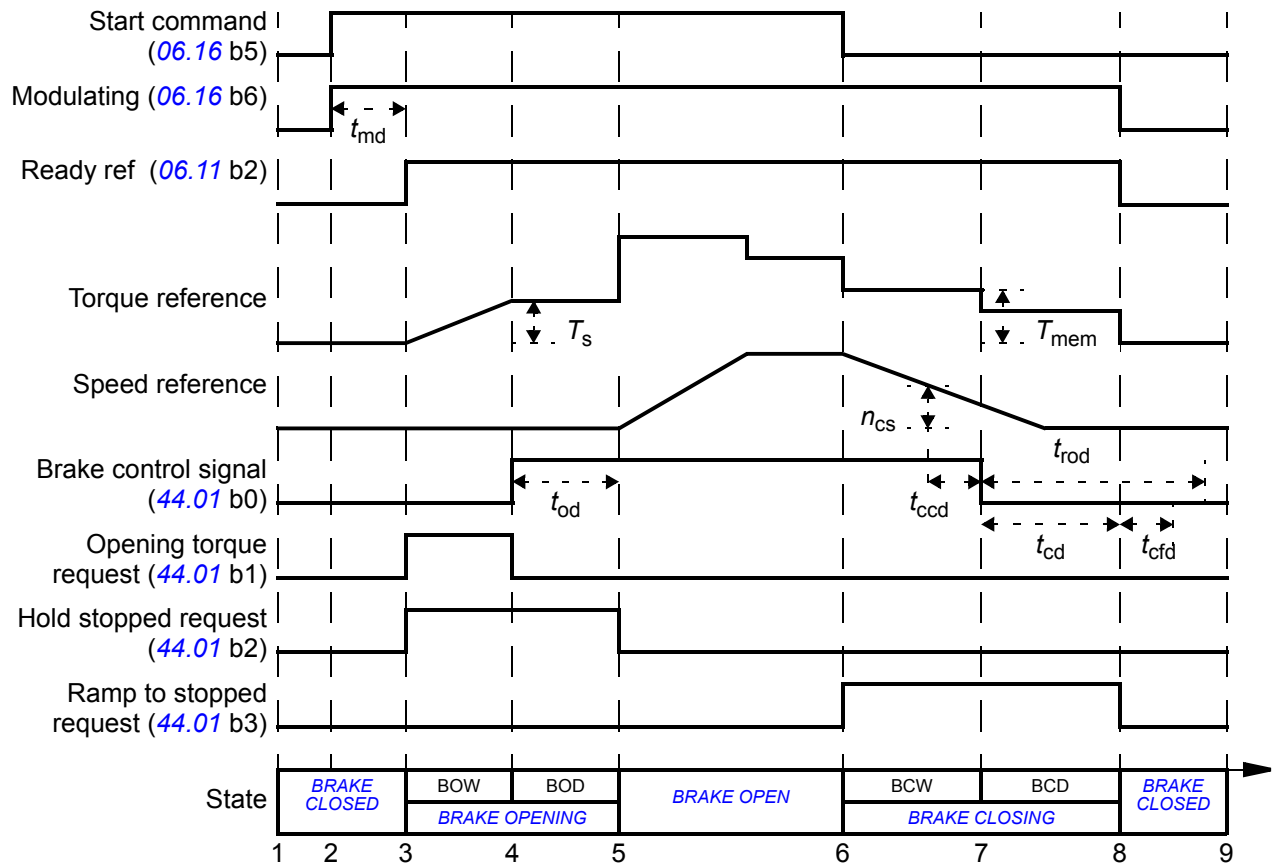 Start command
(06.16 b5)
Modulating (06.16 b6)
tmd
Ready ref (06.11 b2)
Torque reference
Ts
Tmem
Speed reference
ncs
trod
Brake control signal
(44.01 b0)
tod
tccd
tcd
tcfd
Opening torque
request (44.01 b1)
Hold stopped request
(44.01 b2)
Ramp to stopped
request (44.01 b3)
State
BRAKE
CLOSED
BOW
BOD
BRAKE OPENING
BRAKE OPEN
BCW
BCD
BRAKE CLOSING
BRAKE
CLOSED
1 2 3 4 5 6 7 8 9